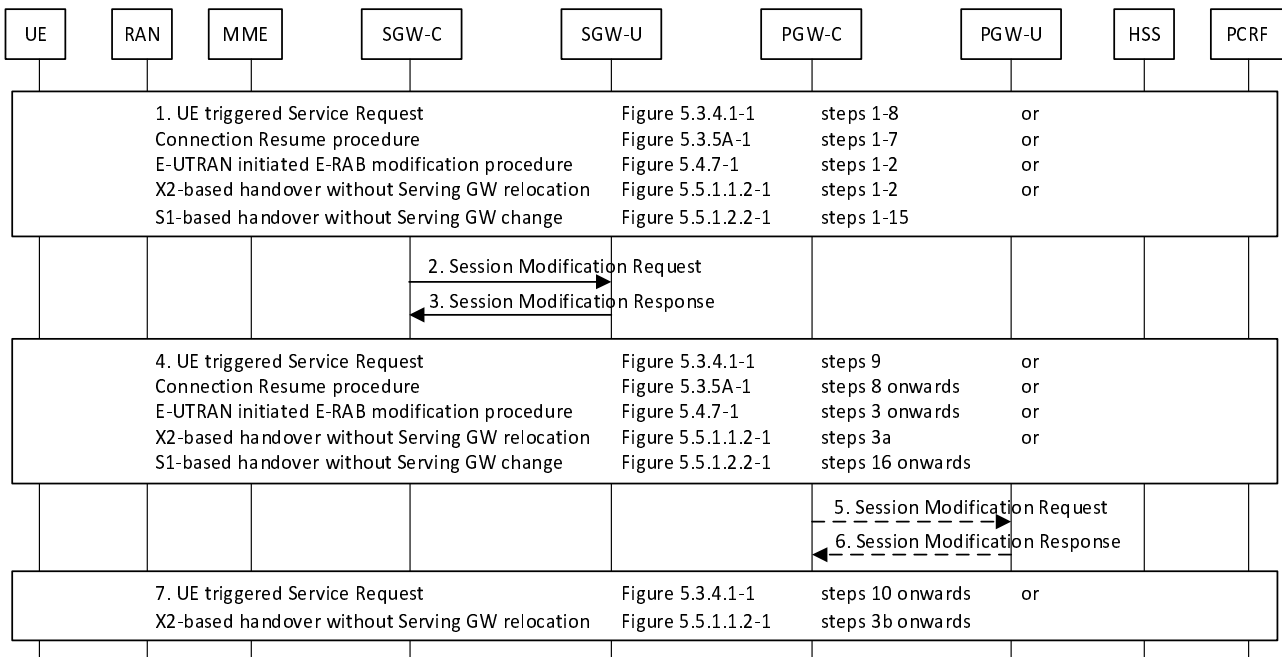 UE RAN MME SGW-C SGW-U PGW-C PGW-U HSS PCRF
1. UE triggered Service Request Figure 5.3.4.1-1 steps 1-8 or
Connection Resume procedure Figure 5.3.5A-1 steps 1-7 or
E-UTRAN initiated E-RAB modification procedure Figure 5.4.7-1 steps 1-2 or
X2-based handover without Serving GW relocation Figure 5.5.1.1.2-1 steps 1-2 or
S1-based handover without Serving GW change Figure 5.5.1.2.2-1 steps 1-15
2. Session Modification Request
3. Session Modification Response
4. UE triggered Service Request Figure 5.3.4.1-1 steps 9 or
Connection Resume procedure Figure 5.3.5A-1 steps 8 onwards or
E-UTRAN initiated E-RAB modification procedure Figure 5.4.7-1 steps 3 onwards or
X2-based handover without Serving GW relocation Figure 5.5.1.1.2-1 steps 3a or
S1-based handover without Serving GW change Figure 5.5.1.2.2-1 steps 16 onwards
5. Session Modification Request
6. Session Modification Response
7. UE triggered Service Request Figure 5.3.4.1-1 steps 10 onwards or
X2-based handover without Serving GW relocation Figure 5.5.1.1.2-1 steps 3b onwards